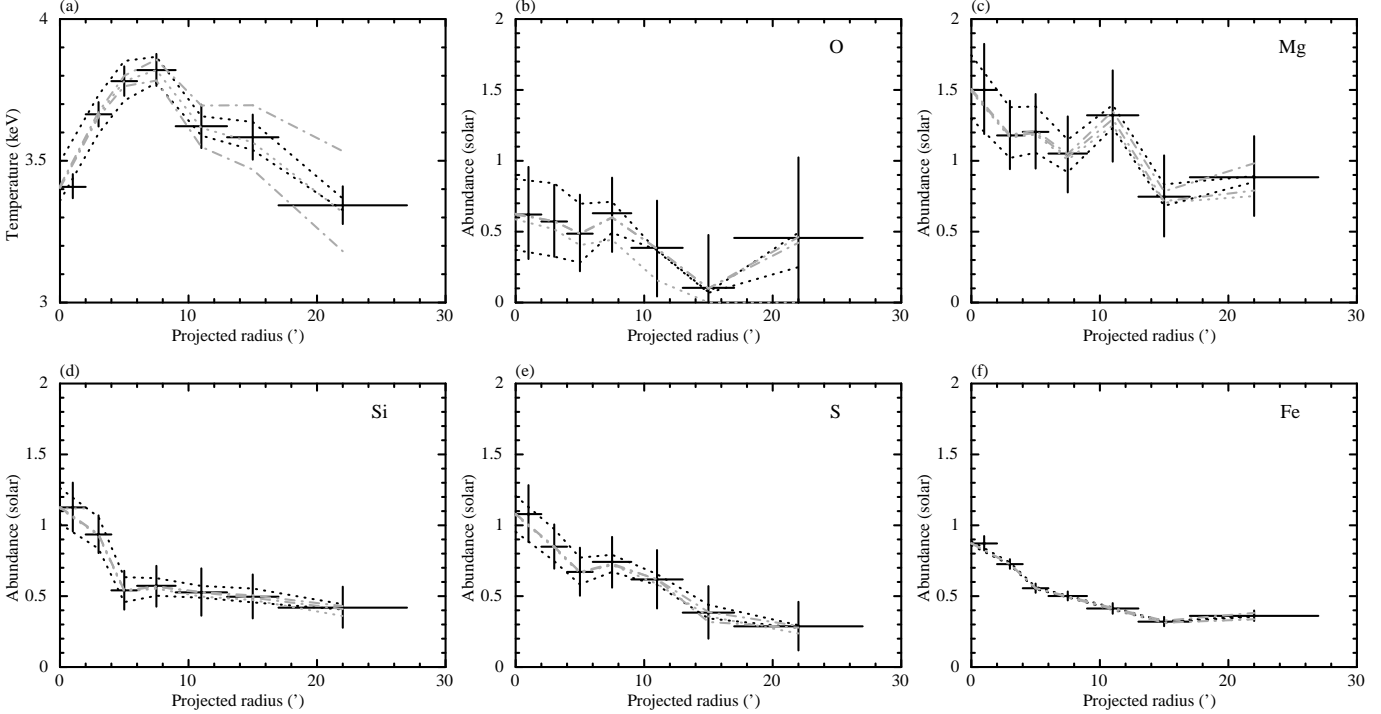 (a)
4
3.5
3
Temperature (keV)
0 10 20 30
Projected radius (’)
(b)
O
2
1.5
1
0.5
0
Abundance (solar)
0 10 20 30
Projected radius (’)
(c)
Mg
2
1.5
1
0.5
0
Abundance (solar)
0 10 20 30
Projected radius (’)
(d)
Si
2
1.5
1
0.5
0
Abundance (solar)
0 10 20 30
Projected radius (’)
(e)
S
2
1.5
1
0.5
0
Abundance (solar)
0 10 20 30
Projected radius (’)
(f)
Fe
2
1.5
1
0.5
0
Abundance (solar)
0 10 20 30
Projected radius (’)